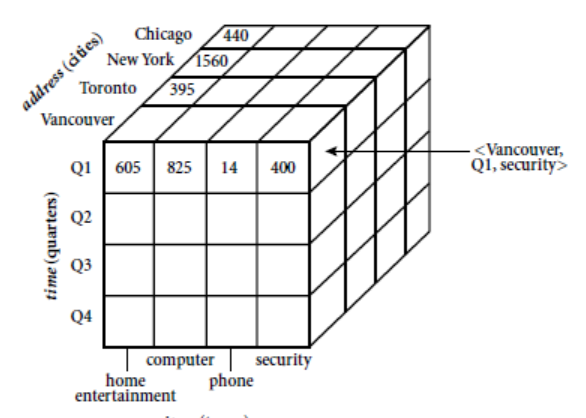 address (cities)
Chicago 440
New York 1560
Toronto 395
Vancouver
time (quarters)
Q1 605 825 14 400
<Vancouver,
Q1, security>
Q2
Q3
Q4
computer security
home phone
entertainment